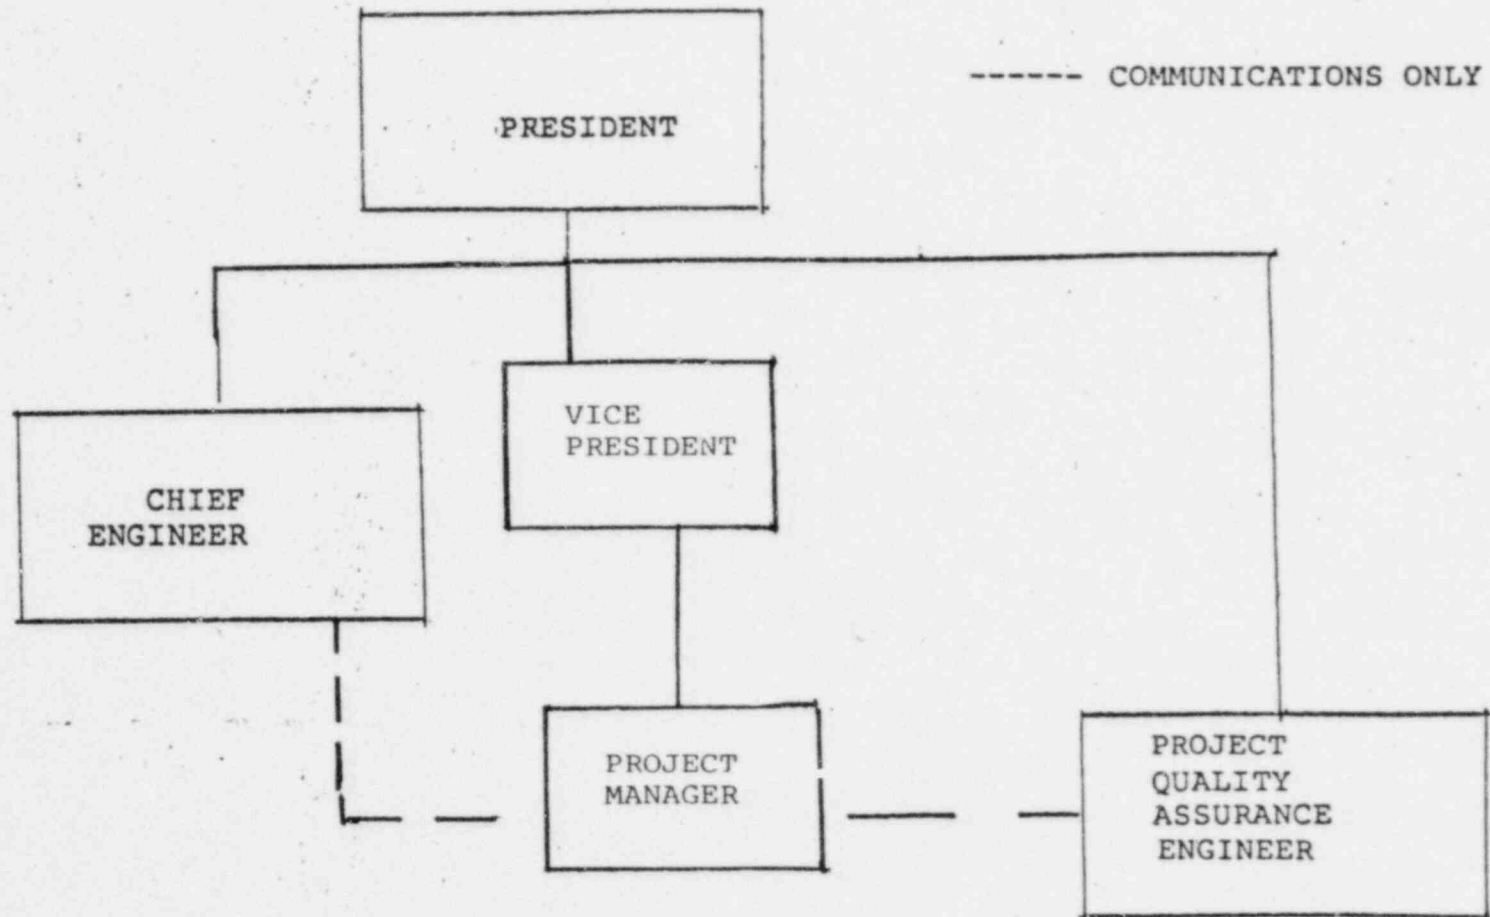 PRESIDENT
------ COMMUNICATIONS ONLY
VICE
PRESIDENT
CHIEF
ENGINEER
PROJECT
MANAGER
PROJECT
QUALITY
ASSURANCE
ENGINEER